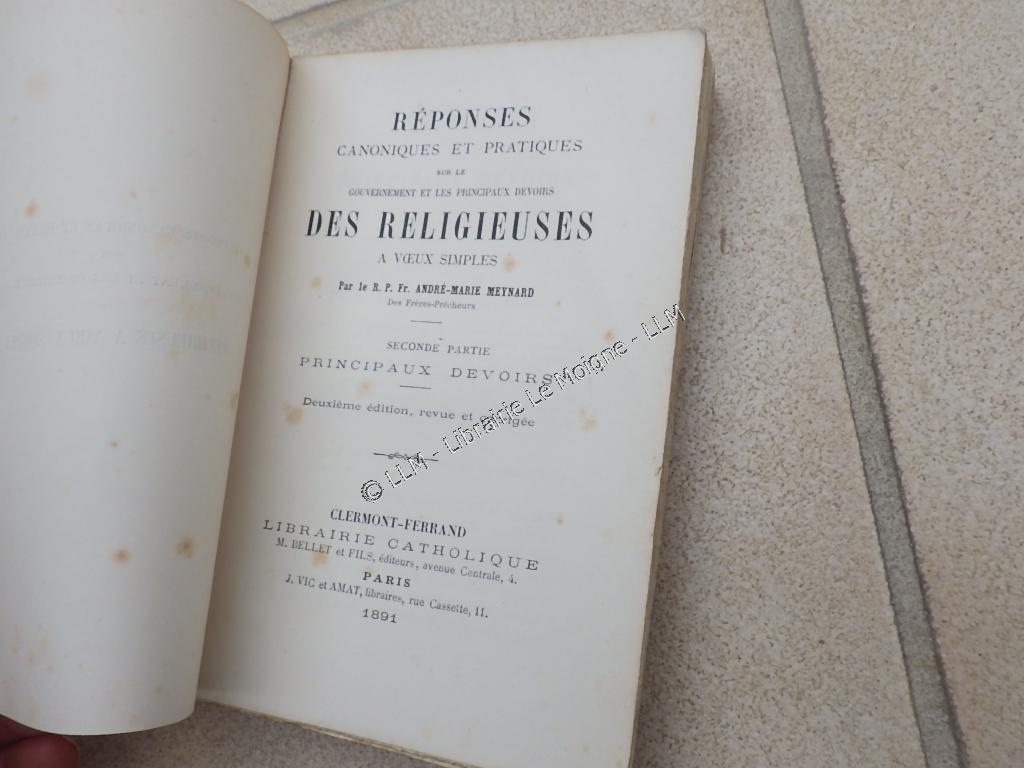 RÉPONSES
CANONIQUES ET PRATIQUES
SUR LE
GOUVERNEMENT ET LES PRINCIPAUX DEVOIRS
DES RELIGIEUSES
A VŒUX SIMPLES
Par le R. P. Fr. ANDRÉ-MARIE MEYNARD
Des Frères-Prêcheurs
SECONDE PARTIE
PRINCIPAUX DEVOIRS
Deuxième édition, revue et corrigée
© LLM - Librairie Le Moigne - LLM
CLERMONT-FERRAND
LIBRAIRIE CATHOLIQUE
M. BELLET et FILS, éditeurs, avenue Centrale, 4.
PARIS
J. VIC et AMAT, libraires, rue Cassette, 11.
1891